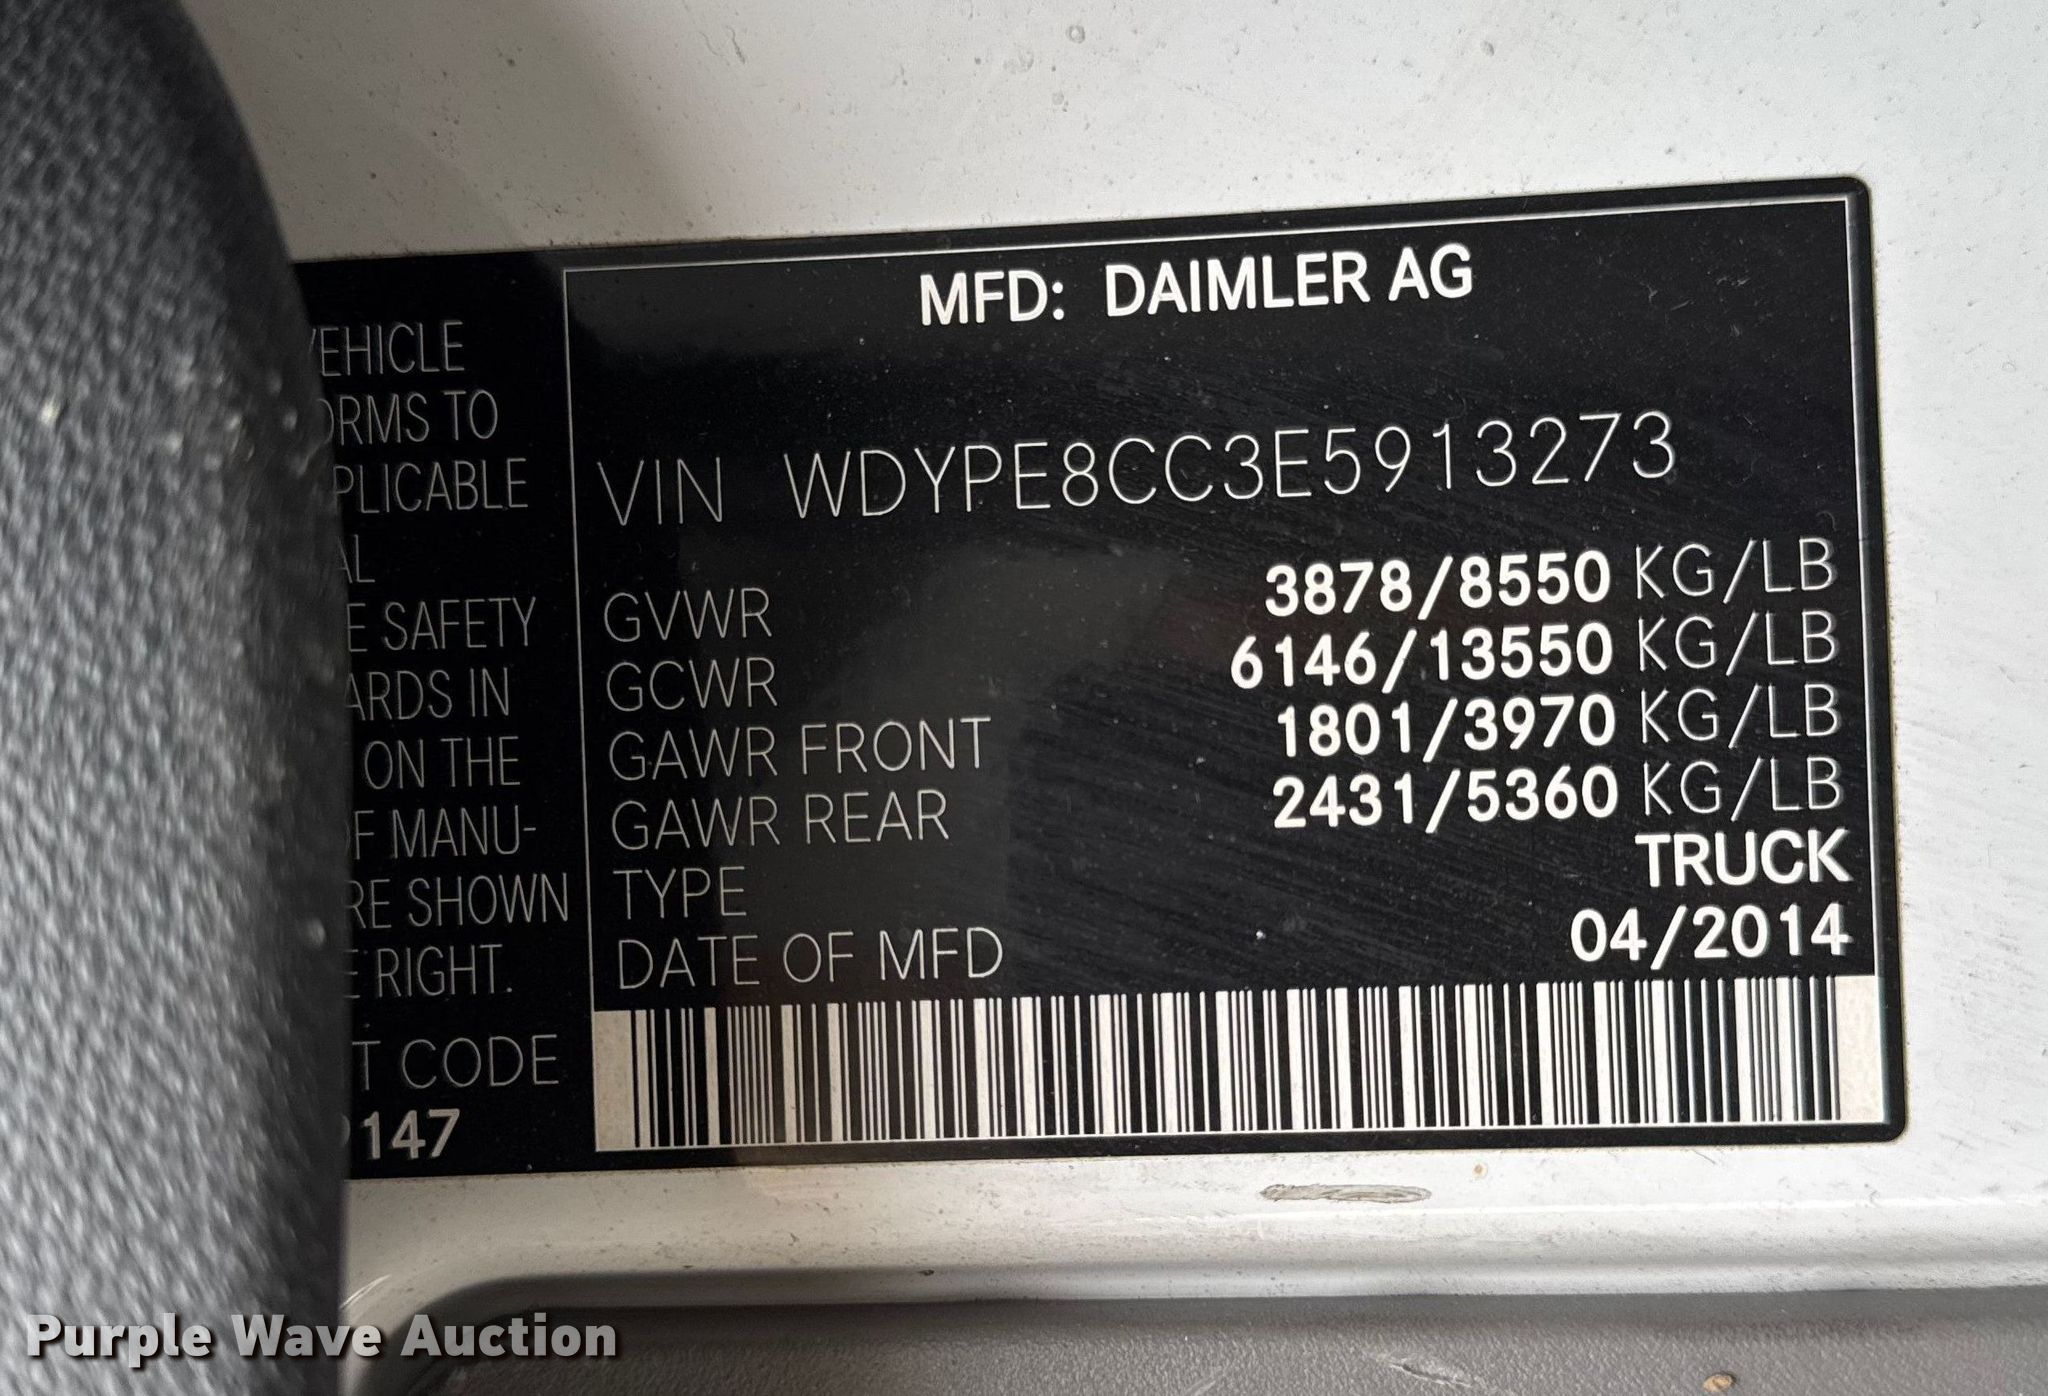 VEHICLE
ORMS TO
PLICABLE
AL
E SAFETY
ARDS IN
ON THE
OF MANU-
RE SHOWN
E RIGHT.
T CODE
9147
MFD: DAIMLER AG
VIN WDYPE8CC3E5913273
GVWR 3878/8550 KG/LB
GCWR 6146/13550 KG/LB
GAWR FRONT 1801/3970 KG/LB
GAWR REAR 2431/5360 KG/LB
TYPE TRUCK
DATE OF MFD 04/2014
Purple Wave Auction